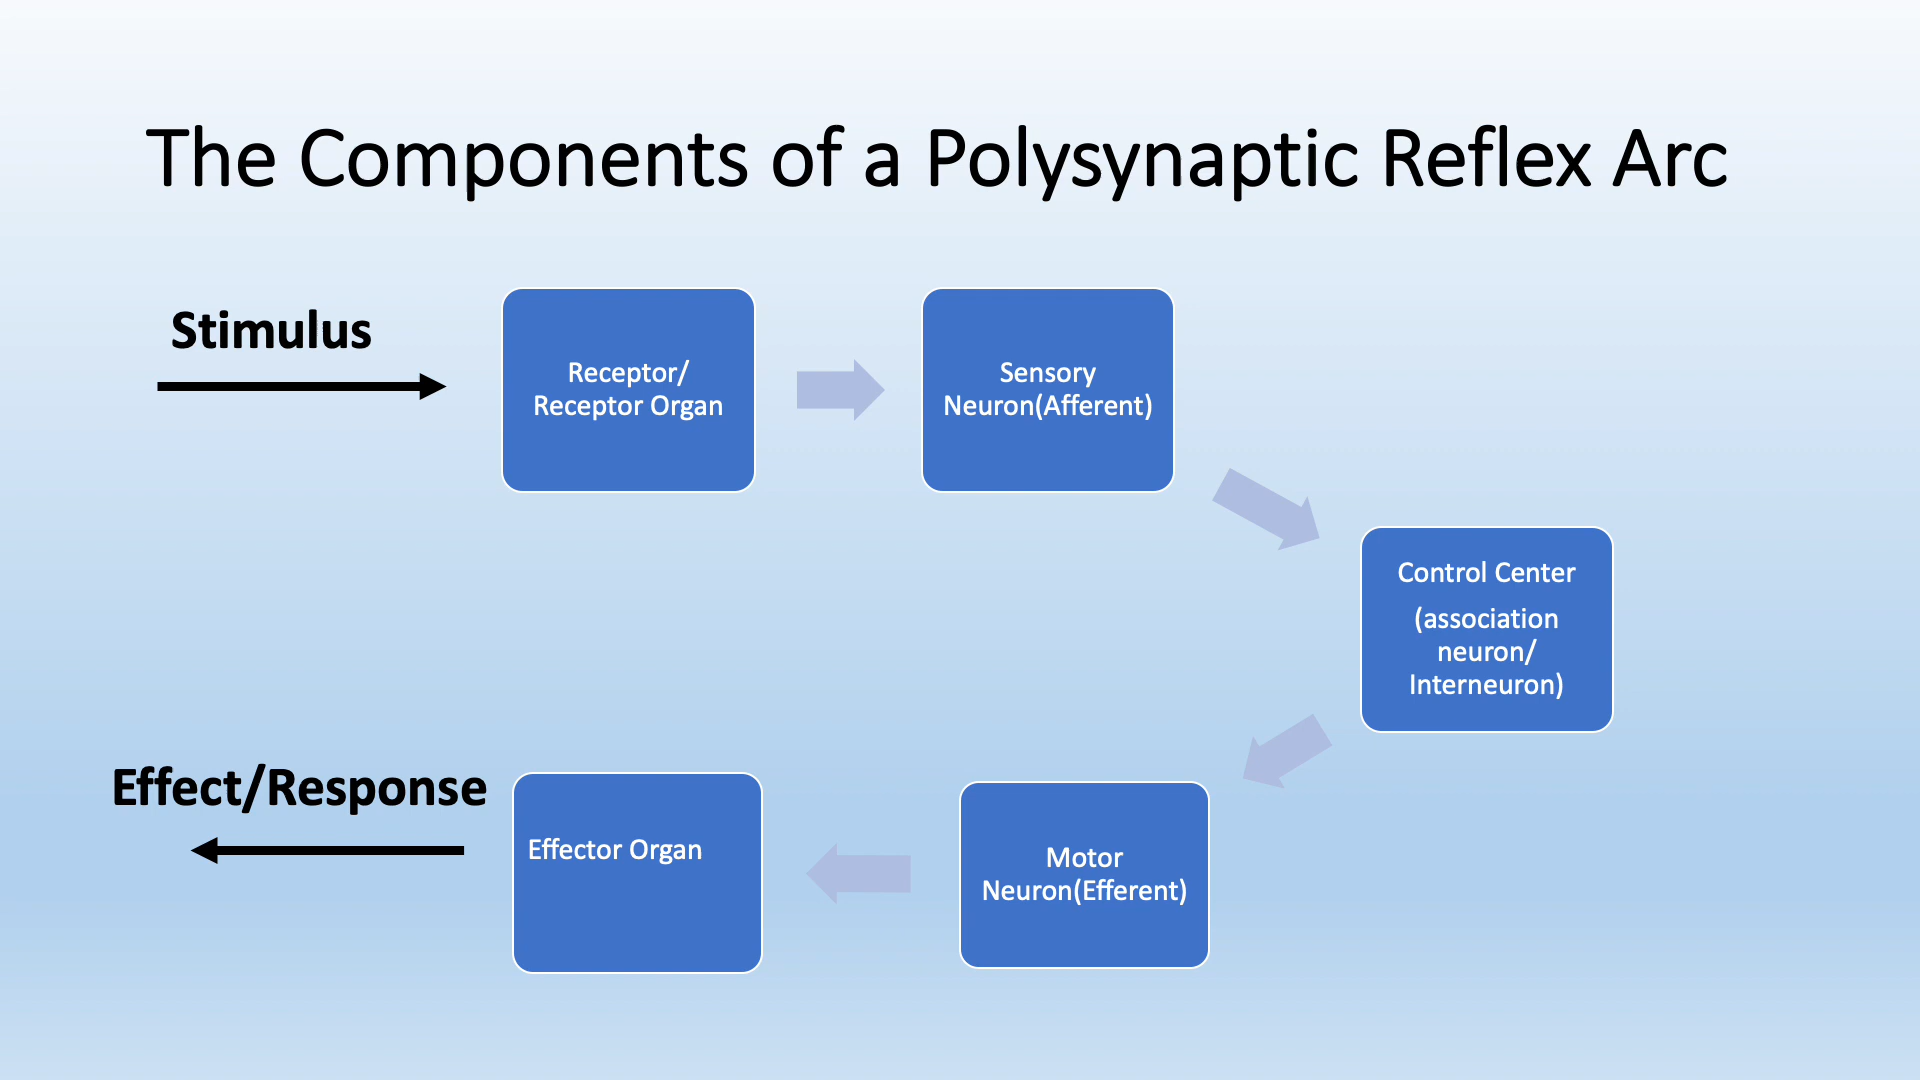 The Components of a Polysynaptic Reflex Arc
Stimulus
Receptor/
Receptor Organ
Sensory
Neuron(Afferent)
Control Center
(association
neuron/
Interneuron)
Motor
Neuron(Efferent)
Effector Organ
Effect/Response